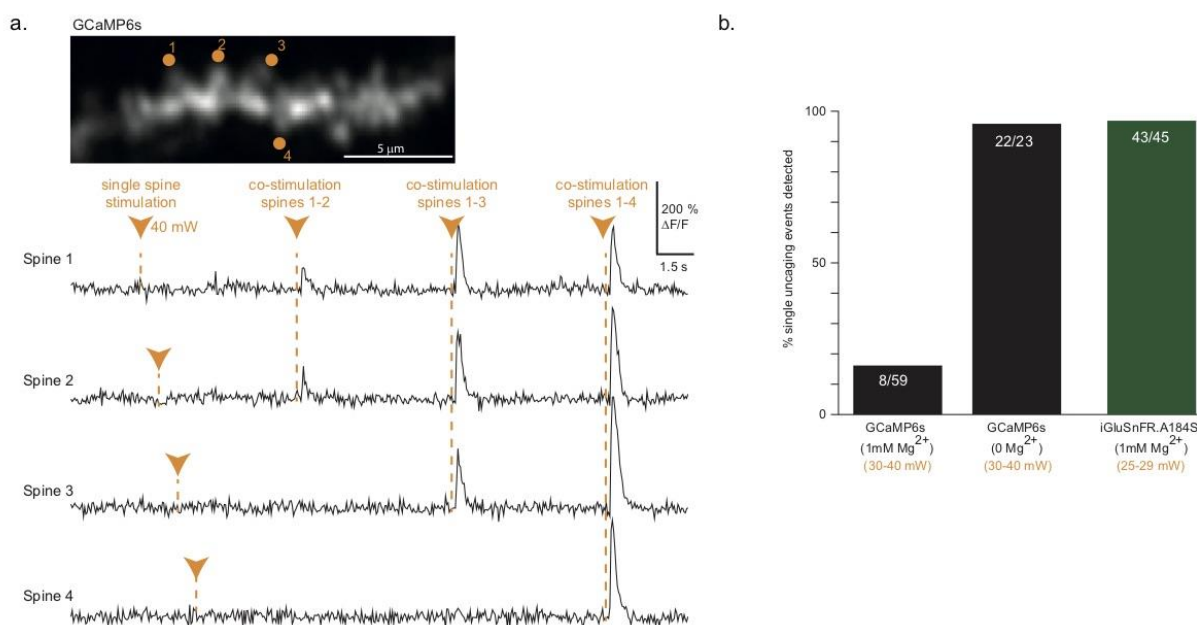 a.
GCaMP6s
1
2
3
4
5 µm
single spine
stimulation
40 mW
co-stimulation
spines 1-2
co-stimulation
spines 1-3
co-stimulation
spines 1-4
200 %
ΔF/F
1.5 s
Spine 1
Spine 2
Spine 3
Spine 4
b.
% single uncaging events detected
100
50
0
8/59
22/23
43/45
GCaMP6s
(1mM Mg²⁺)
(30-40 mW)
GCaMP6s
(0 Mg²⁺)
(30-40 mW)
iGluSnFR.A184S
(1mM Mg²⁺)
(25-29 mW)